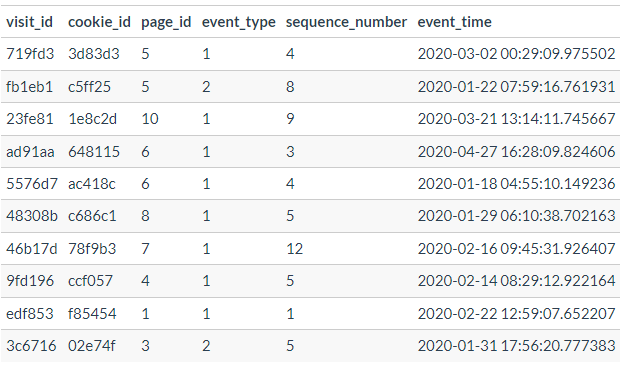 visit_id cookie_id page_id event_type sequence_number event_time
719fd3 3d83d3 5 1 4 2020-03-02 00:29:09.975502
fb1eb1 c5ff25 5 2 8 2020-01-22 07:59:16.761931
23fe81 1e8c2d 10 1 9 2020-03-21 13:14:11.745667
ad91aa 648115 6 1 3 2020-04-27 16:28:09.824606
5576d7 ac418c 6 1 4 2020-01-18 04:55:10.149236
48308b c686c1 8 1 5 2020-01-29 06:10:38.702163
46b17d 78f9b3 7 1 12 2020-02-16 09:45:31.926407
9fd196 ccf057 4 1 5 2020-02-14 08:29:12.922164
edf853 f85454 1 1 1 2020-02-22 12:59:07.652207
3c6716 02e74f 3 2 5 2020-01-31 17:56:20.777383